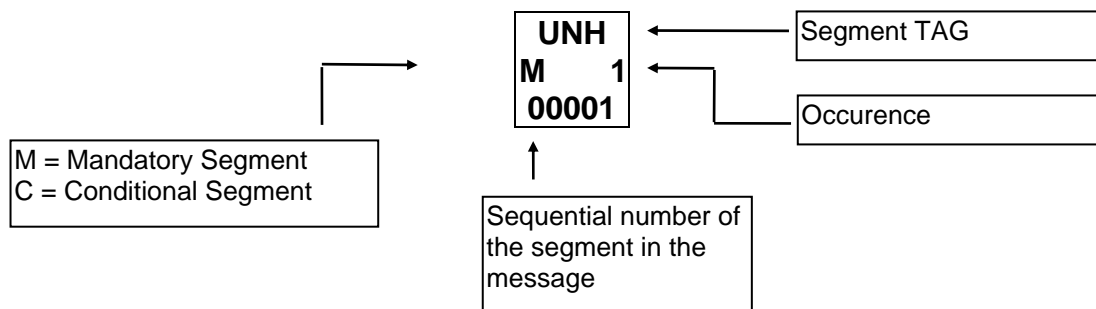 UNH
M 1
00001
Segment TAG
Occurence
M = Mandatory Segment
C = Conditional Segment
Sequential number of
the segment in the
message